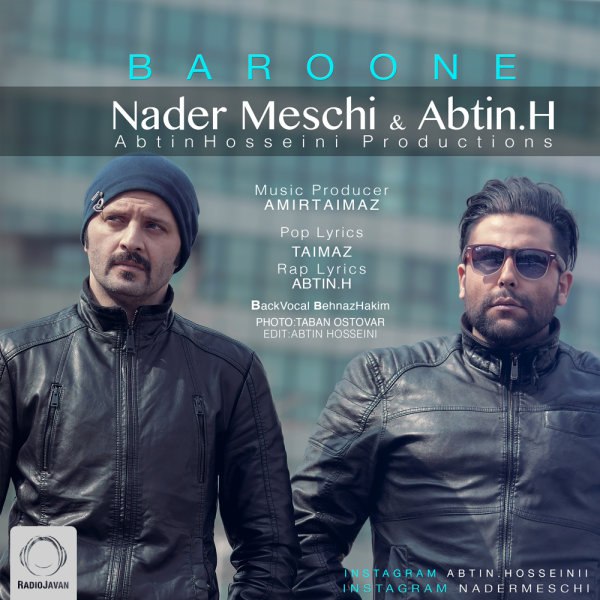 BAROONE
Nader Meschi & Abtin.H
AbtinHosseini Productions
Music Producer
AMIRTAIMAZ
Pop Lyrics
TAIMAZ
Rap Lyrics
ABTIN.H
BackVocal BehnazHakim
PHOTO:TABAN OSTOVAR
EDIT:ABTIN HOSSEINI
INSTAGRAM ABTIN.HOSSEINII
INSTAGRAM NADERMESCHI
RADIOJAVAN